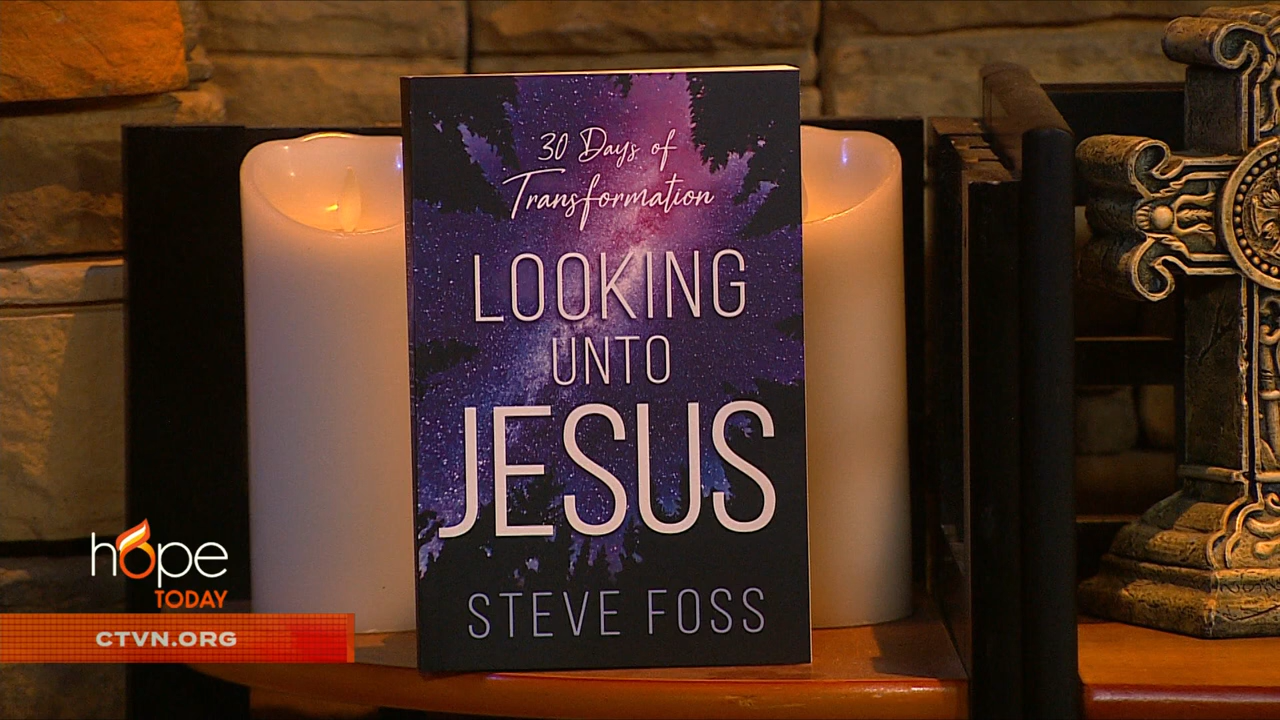 30 Days of
Transformation
LOOKING
UNTO
JESUS
STEVE FOSS
hope
TODAY
CTVN.ORG